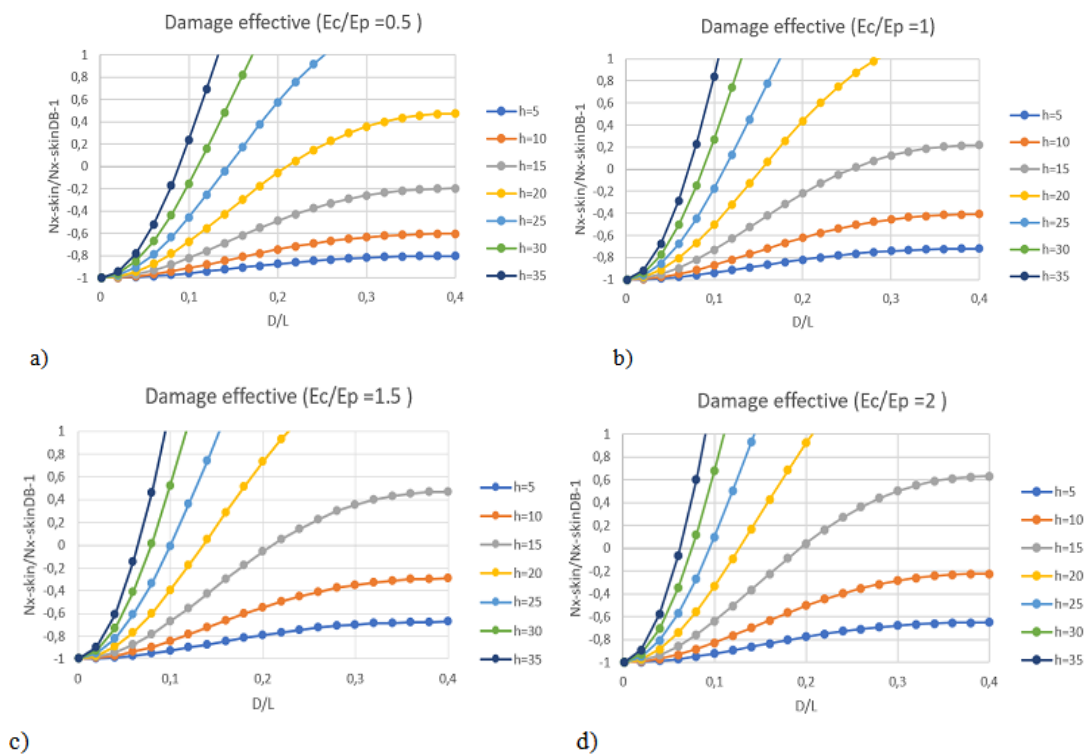 Damage effective (Ec/Ep =0.5 )
Nx-skin/Nx-skinDB-1
1
0,8
0,6
0,4
0,2
0
-0,2
-0,4
-0,6
-0,8
-1
0 0,1 0,2 0,3 0,4
D/L
h=5
h=10
h=15
h=20
h=25
h=30
h=35
a)
Damage effective (Ec/Ep =1)
Nx-skin/Nx-skinDB-1
1
0,8
0,6
0,4
0,2
0
-0,2
-0,4
-0,6
-0,8
-1
0 0,1 0,2 0,3 0,4
D/L
h=5
h=10
h=15
h=20
h=25
h=30
h=35
b)
Damage effective (Ec/Ep =1.5 )
Nx-skin/Nx-skinDB-1
1
0,8
0,6
0,4
0,2
0
-0,2
-0,4
-0,6
-0,8
-1
0 0,1 0,2 0,3 0,4
D/L
h=5
h=10
h=15
h=20
h=25
h=30
h=35
c)
Damage effective (Ec/Ep =2 )
Nx-skin/Nx-skinDB-1
1
0,8
0,6
0,4
0,2
0
-0,2
-0,4
-0,6
-0,8
-1
0 0,1 0,2 0,3 0,4
D/L
h=5
h=10
h=15
h=20
h=25
h=30
h=35
d)